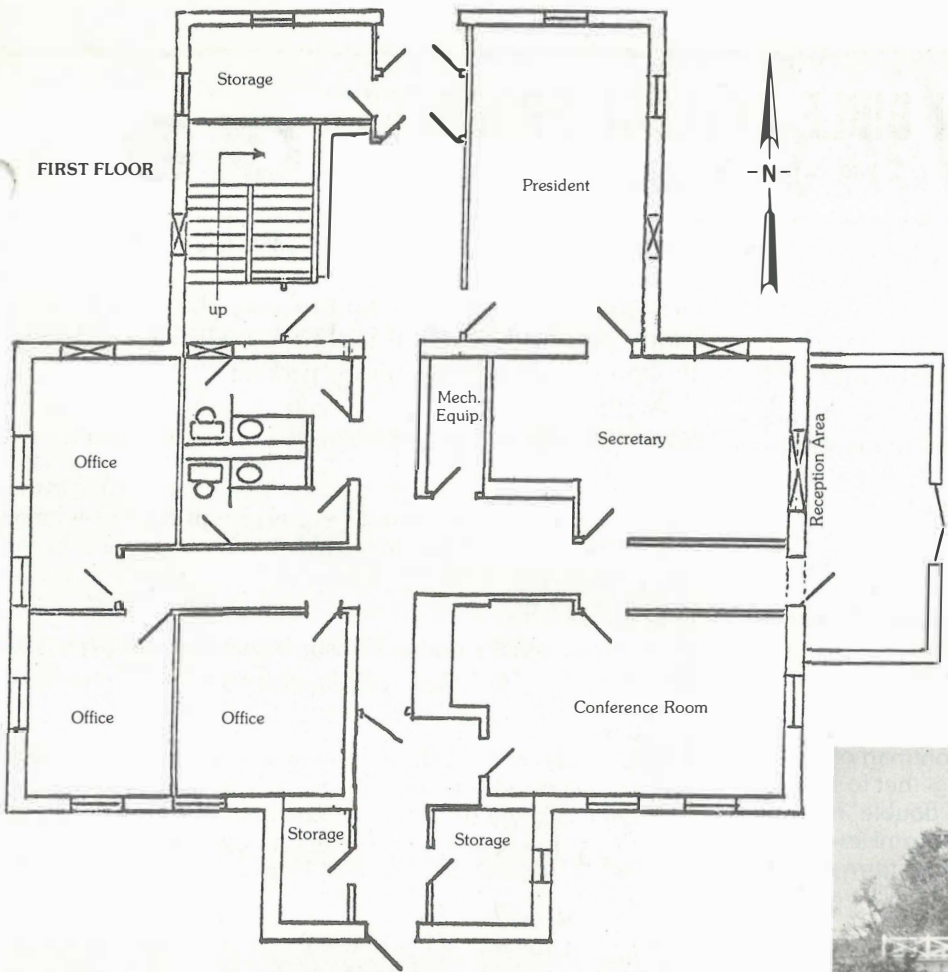 Storage
FIRST FLOOR
President
-N-
up
Mech.
Equip.
Office
Secretary
Reception Area
Office
Office
Conference Room
Storage
Storage